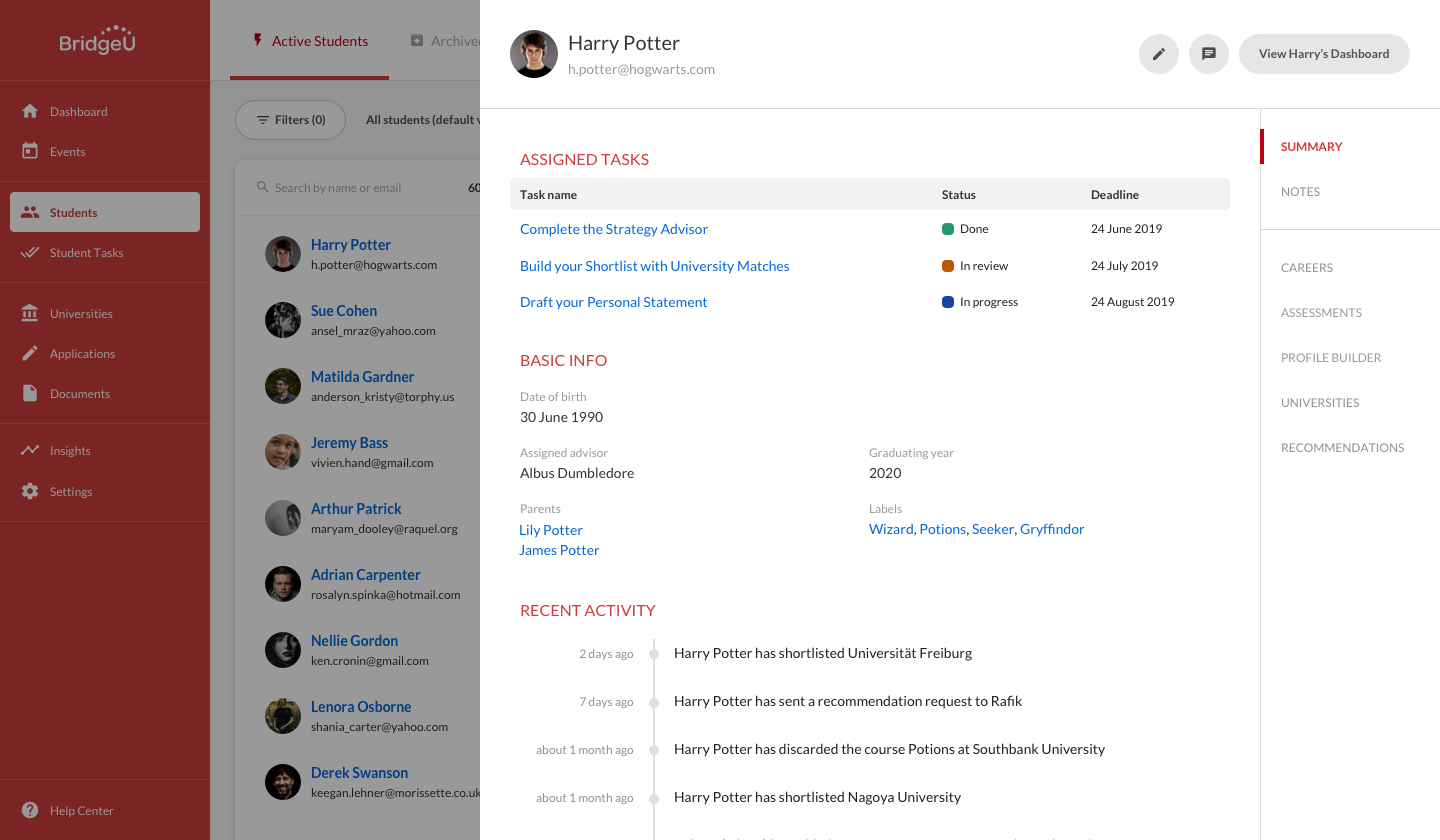 BridgeU
Dashboard
Events
Students
Student Tasks
Universities
Applications
Documents
Insights
Settings
Help Center
Active Students
Filters (0)
All students (default
Search by name or email
60
Harry Potter
h.potter@hogwarts.com
Sue Cohen
ansel_mraz@yahoo.com
Matilda Gardner
anderson_kristy@torphy.us
Jeremy Bass
vivien.hand@gmail.com
Arthur Patrick
maryam_dooley@raquel.org
Adrian Carpenter
rosalyn.spinka@hotmail.com
Nellie Gordon
ken.cronin@gmail.com
Lenora Osborne
shania_carter@yahoo.com
Derek Swanson
keegan.lehner@morissette.co.uk
Harry Potter
h.potter@hogwarts.com
View Harry's Dashboard
ASSIGNED TASKS
Task name Status Deadline
Complete the Strategy Advisor Done 24 June 2019
Build your Shortlist with University Matches In review 24 July 2019
Draft your Personal Statement In progress 24 August 2019
BASIC INFO
Date of birth
30 June 1990
Assigned advisor Graduating year
Albus Dumbledore 2020
Parents Labels
Lily Potter Wizard, Potions, Seeker, Gryffindor
James Potter
RECENT ACTIVITY
2 days ago Harry Potter has shortlisted Universität Freiburg
7 days ago Harry Potter has sent a recommendation request to Rafik
about 1 month ago Harry Potter has discarded the course Potions at Southbank University
about 1 month ago Harry Potter has shortlisted Nagoya University
SUMMARY
NOTES
CAREERS
ASSESSMENTS
PROFILE BUILDER
UNIVERSITIES
RECOMMENDATIONS